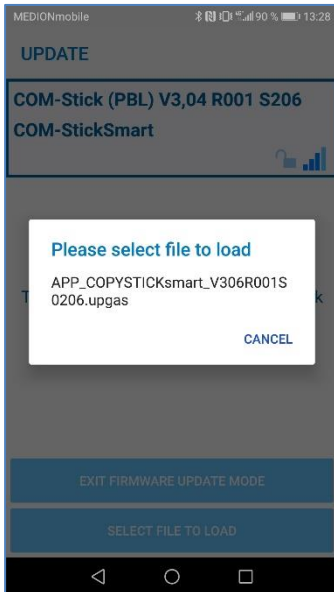 MEDIONmobile 90 % 13:28
UPDATE
COM-Stick (PBL) V3,04 R001 S206
COM-StickSmart
Please select file to load
APP_COPYSTICKsmart_V306R001S
0206.upgas
T k
CANCEL
EXIT FIRMWARE UPDATE MODE
SELECT FILE TO LOAD